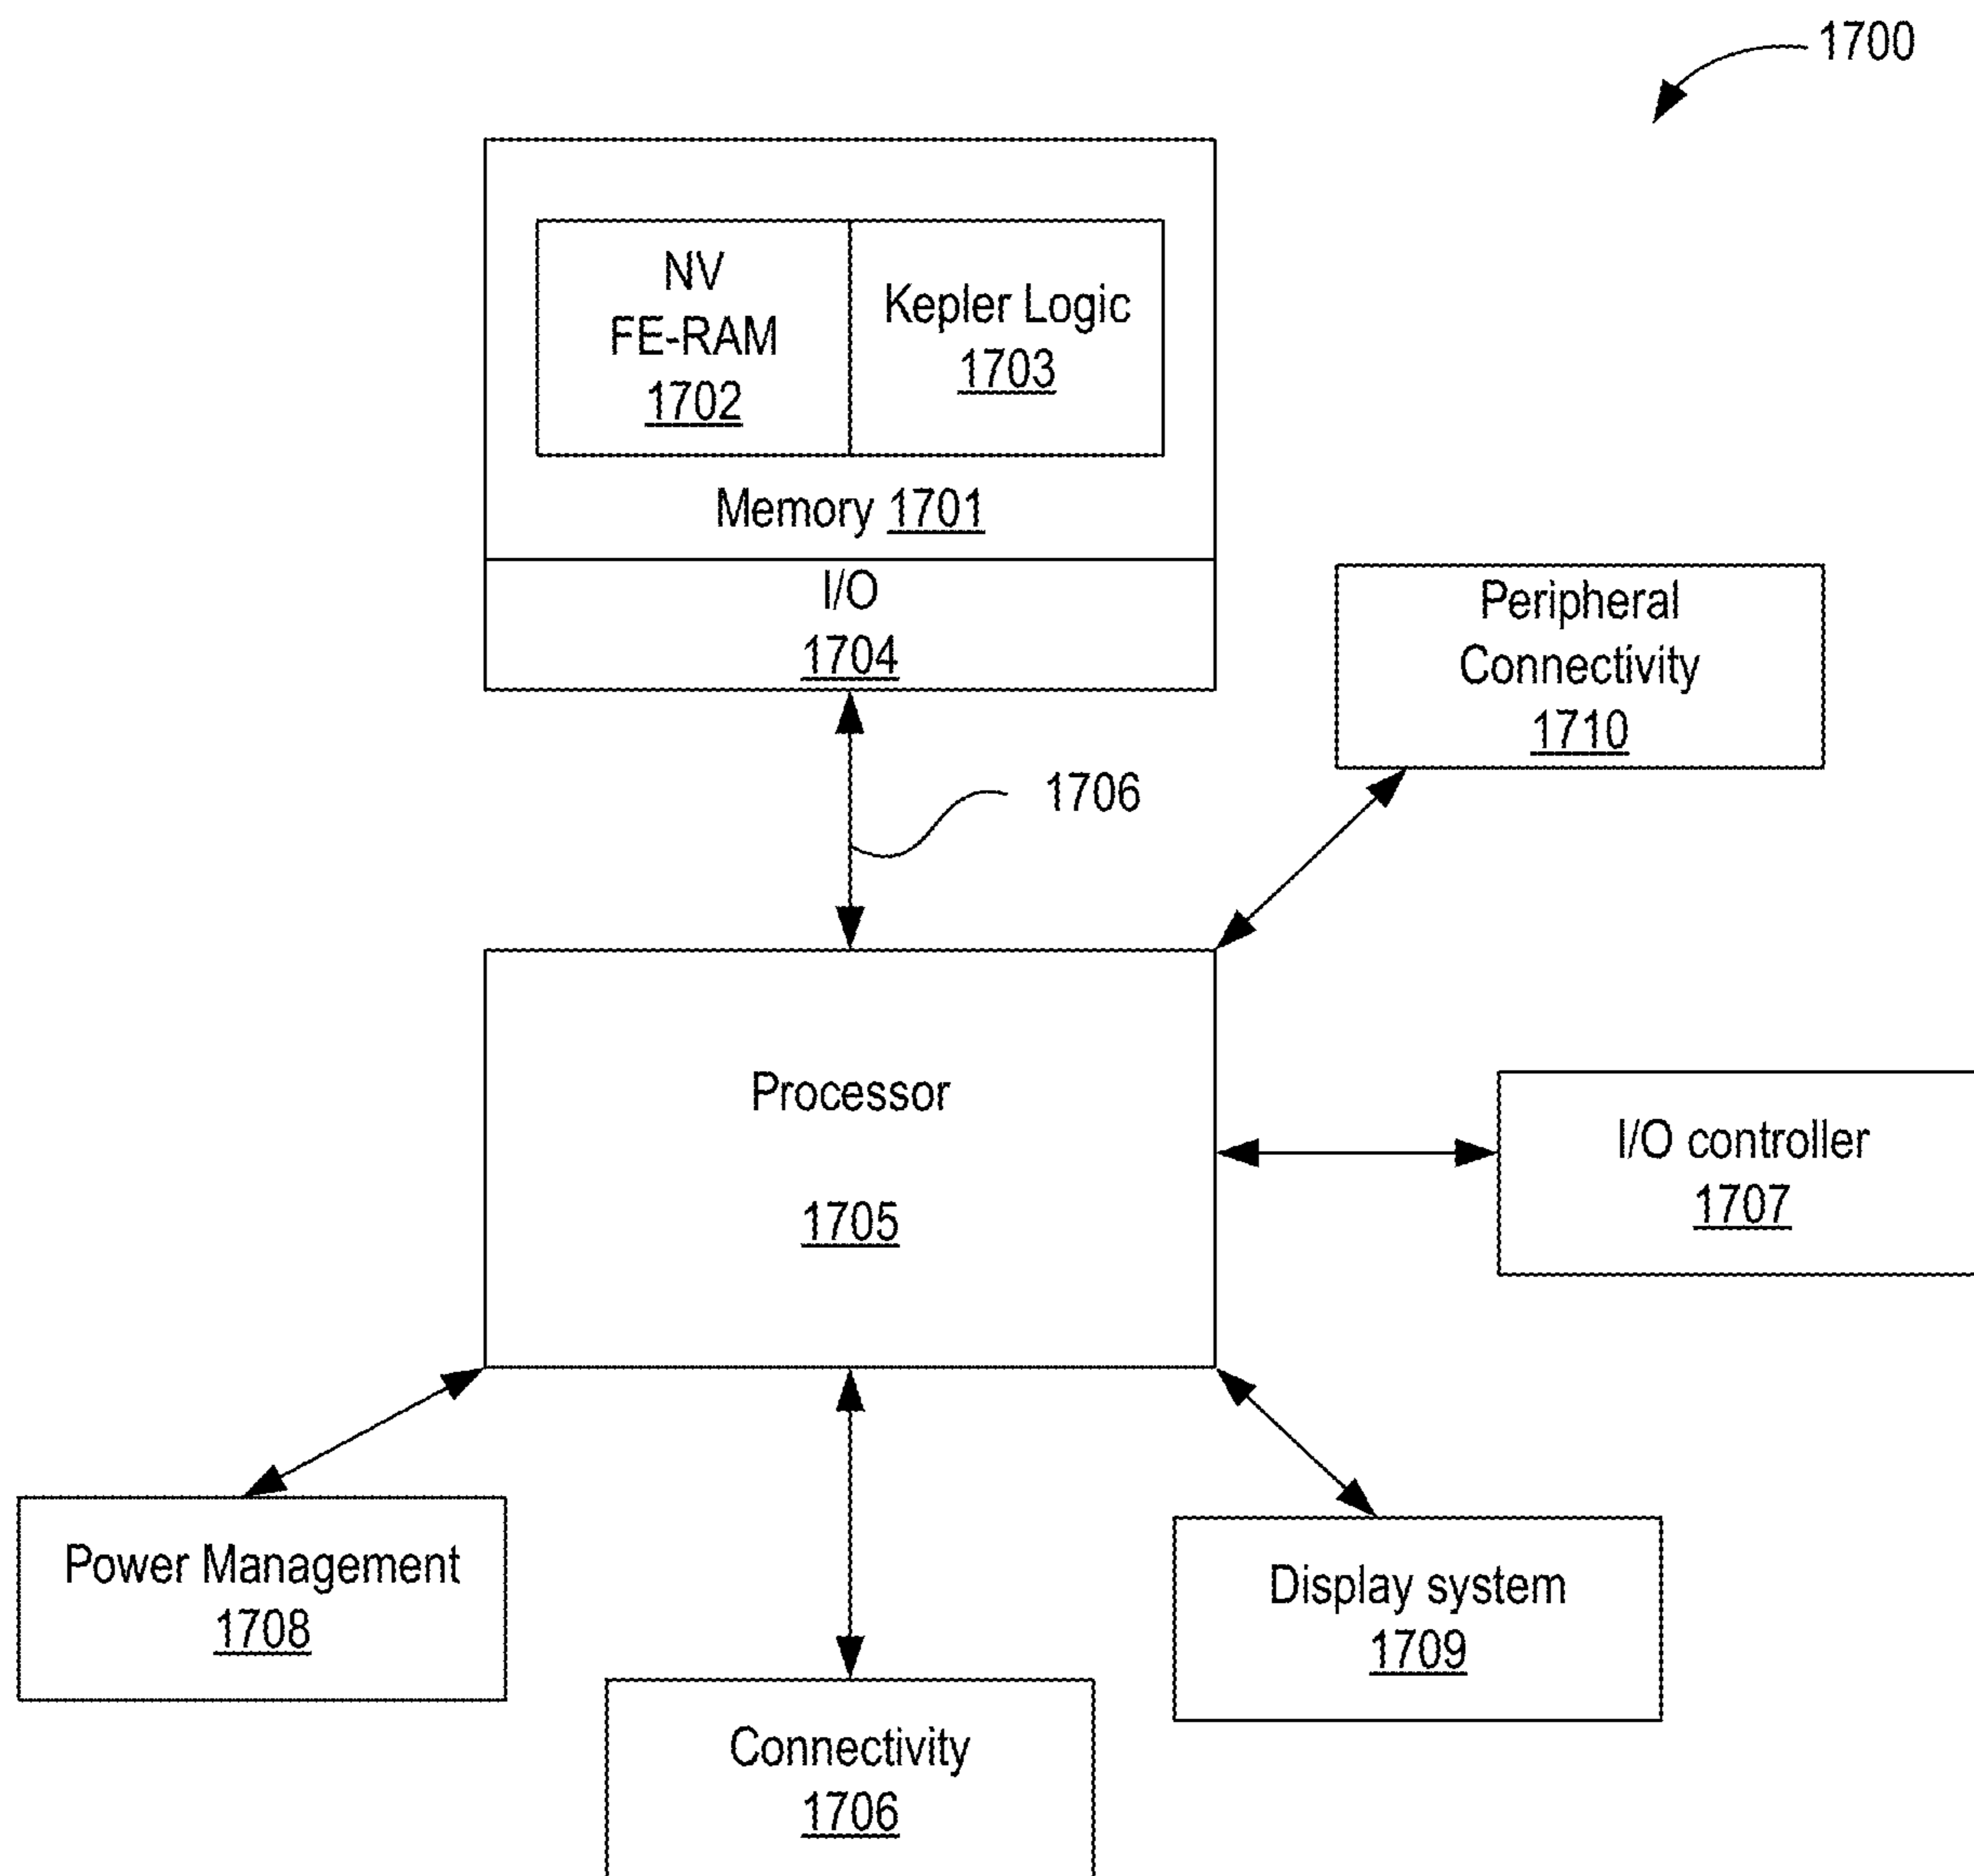 1700
NV
FE-RAM
1702
Kepler Logic
1703
Memory 1701
I/O
1704
Peripheral
Connectivity
1710
1706
Processor
1705
I/O controller
1707
Power Management
1708
Display system
1709
Connectivity
1706